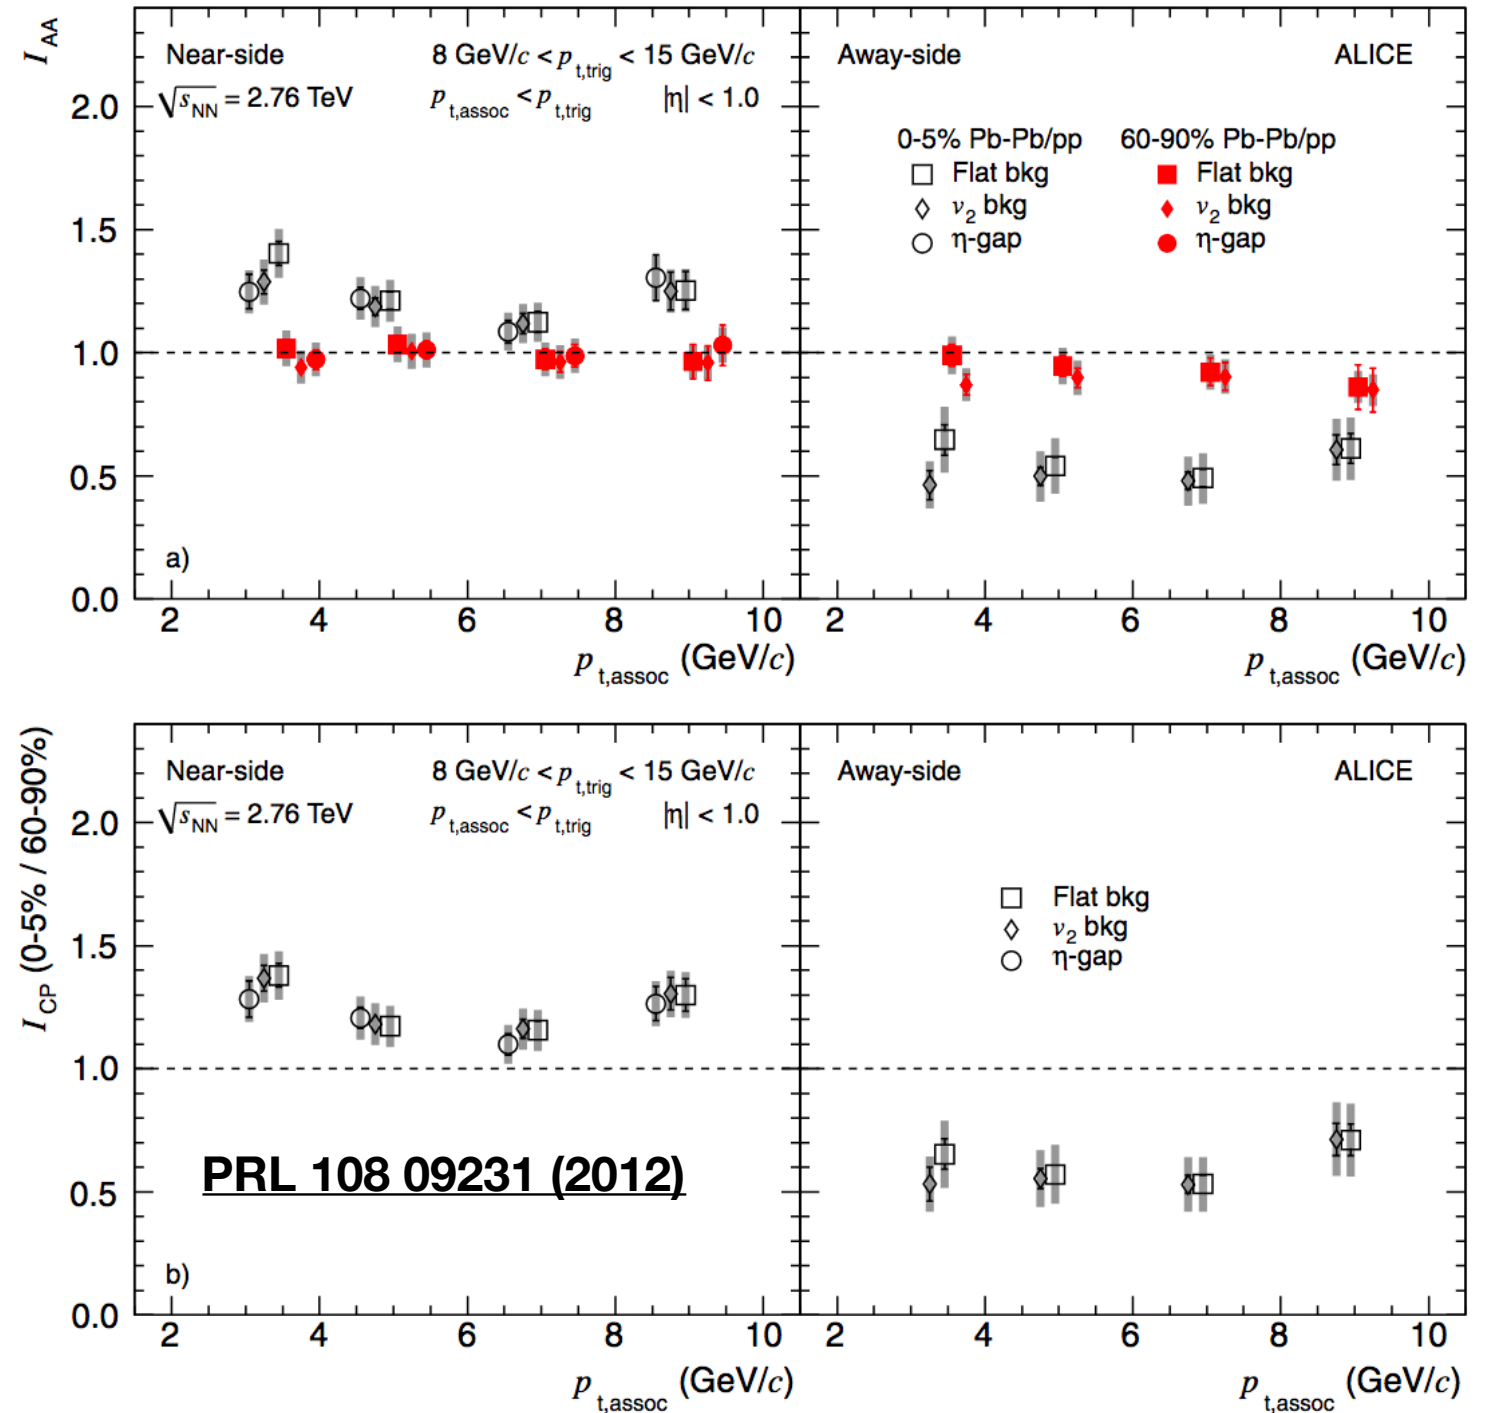 I_AA
Near-side
8 GeV/c < p_t,trig < 15 GeV/c
√s_NN = 2.76 TeV
p_t,assoc < p_t,trig
|η| < 1.0
Away-side
ALICE
0-5% Pb-Pb/pp
60-90% Pb-Pb/pp
Flat bkg
Flat bkg
v_2 bkg
v_2 bkg
η-gap
η-gap
2.0
1.5
1.0
0.5
0.0
a)
2 4 6 8 10
2 4 6 8 10
p_t,assoc (GeV/c)
p_t,assoc (GeV/c)
I_CP (0-5% / 60-90%)
Near-side
8 GeV/c < p_t,trig < 15 GeV/c
√s_NN = 2.76 TeV
p_t,assoc < p_t,trig
|η| < 1.0
Away-side
ALICE
Flat bkg
v_2 bkg
η-gap
2.0
1.5
1.0
0.5
0.0
PRL 108 09231 (2012)
b)
2 4 6 8 10
2 4 6 8 10
p_t,assoc (GeV/c)
p_t,assoc (GeV/c)